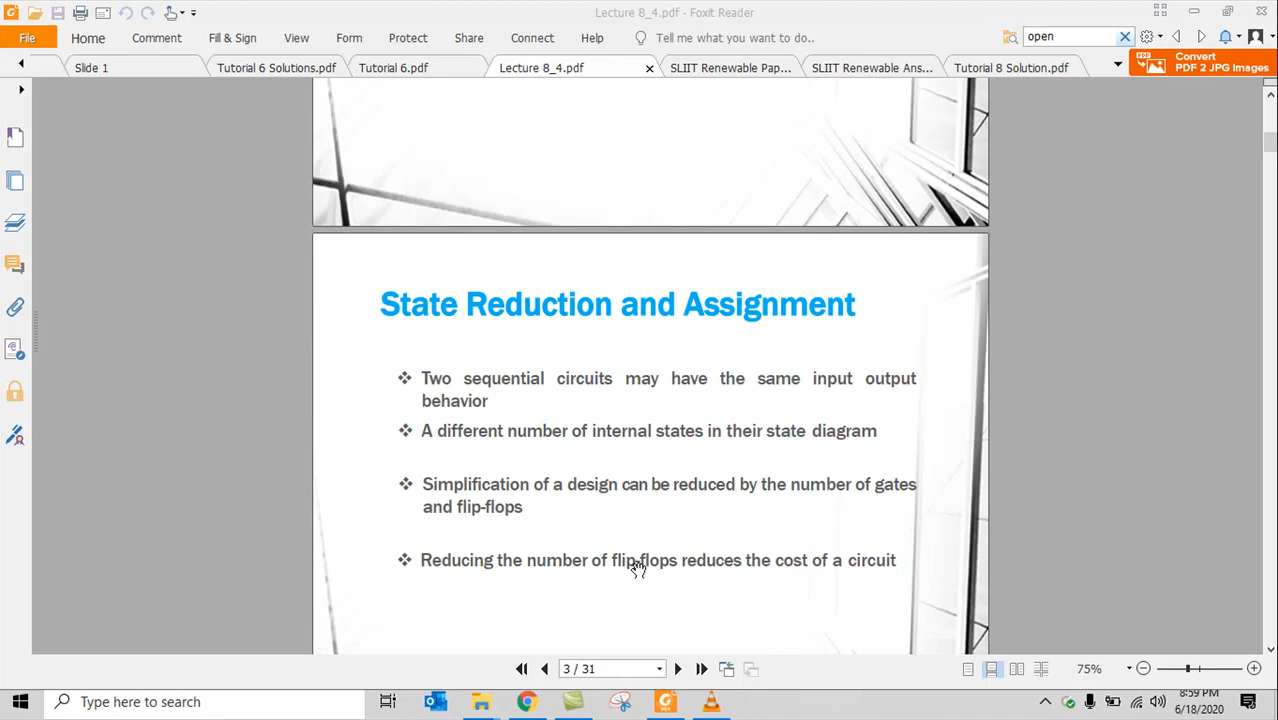 Lecture 8_4.pdf - Foxit Reader
File
Home
Comment
Fill & Sign
View
Form
Protect
Share
Connect
Help
Tell me what you want to do..
open
Slide 1
Tutorial 6 Solutions.pdf
Tutorial 6.pdf
Lecture 8_4.pdf
SLIIT Renewable Pap...
SLIIT Renewable Ans...
Tutorial 8 Solution.pdf
Convert
PDF 2 JPG Images
State Reduction and Assignment
Two sequential circuits may have the same input output
behavior
A different number of internal states in their state diagram
Simplification of a design can be reduced by the number of gates
and flip-flops
Reducing the number of flip-flops reduces the cost of a circuit
3 / 31
75%
Type here to search
8:59 PM
6/18/2020